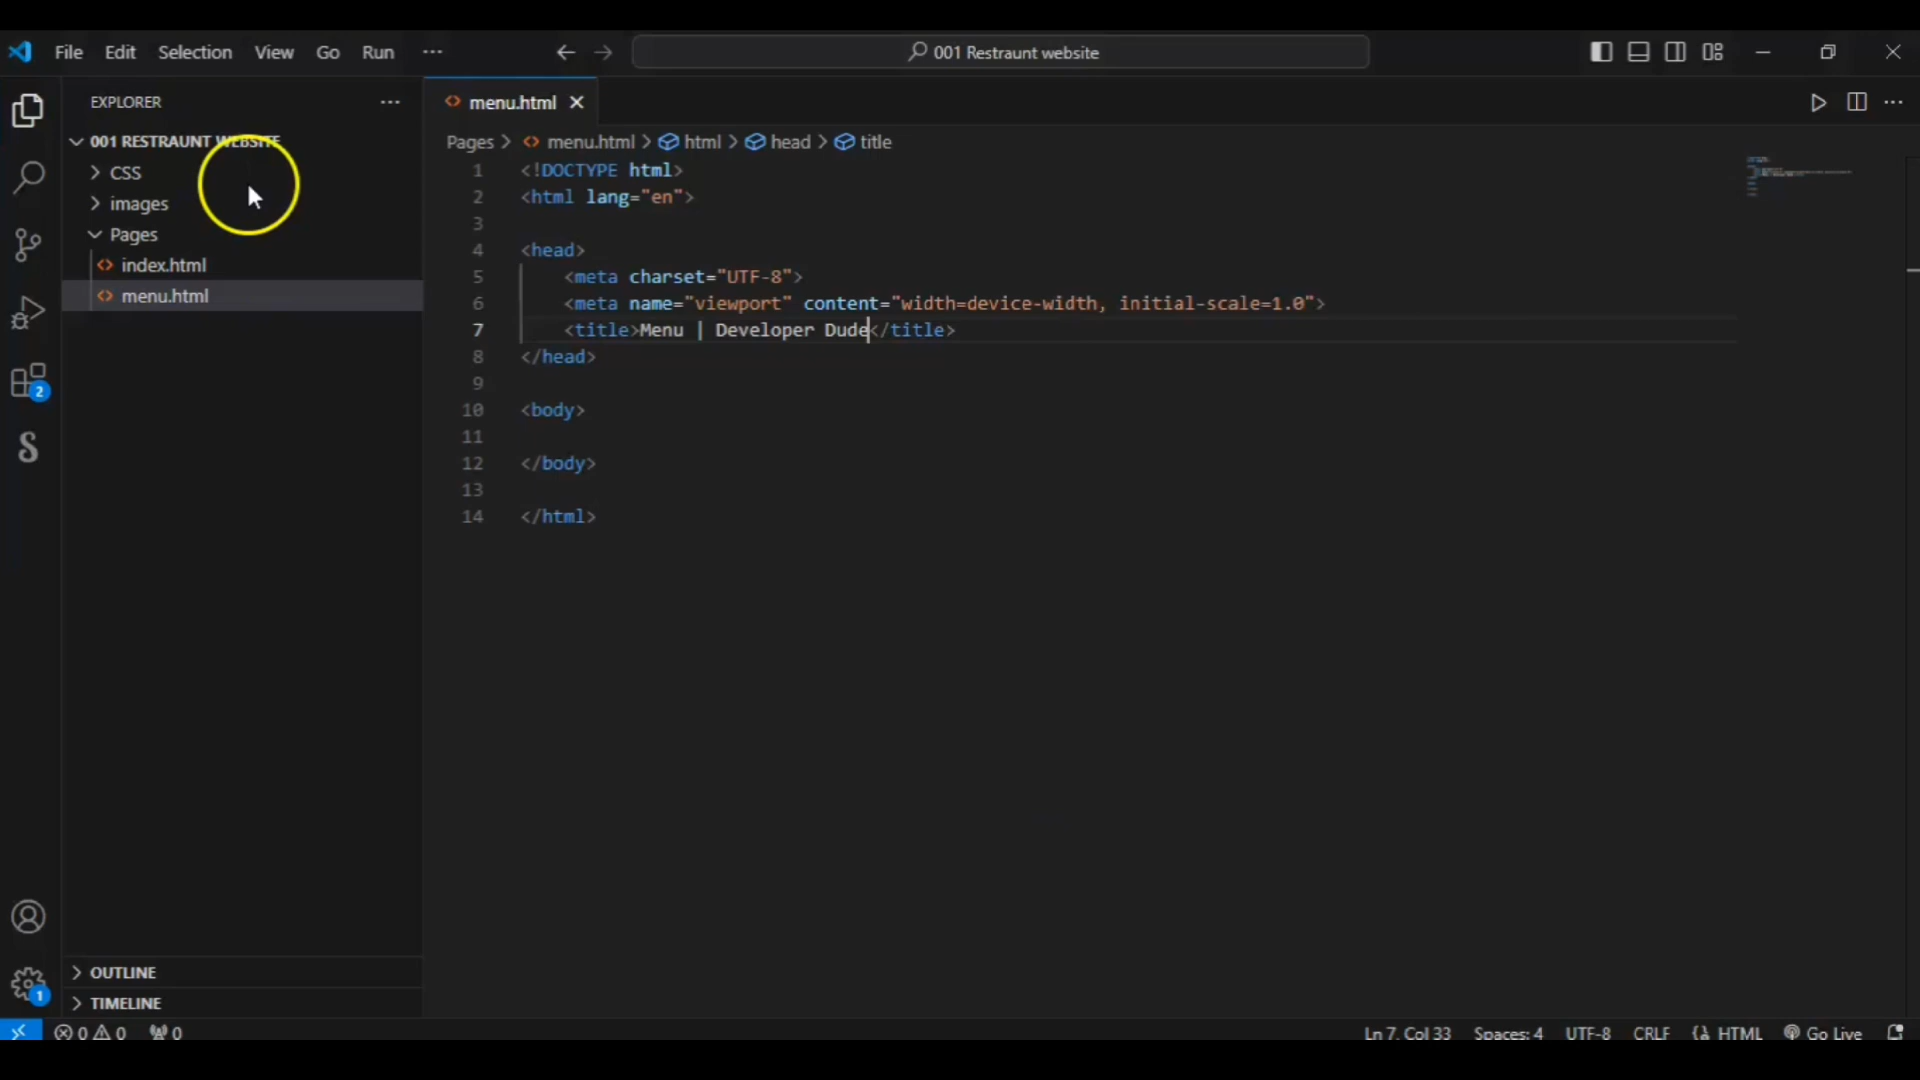 File Edit Selection View Go Run ··· 001 Restraunt website
EXPLORER ···
001 RESTRAUNT WEBSITE
CSS
images
Pages
index.html
menu.html
OUTLINE
TIMELINE
2
1
menu.html
Pages > menu.html > html > head > title
1 <!DOCTYPE html>
2 <html lang="en">
3
4 <head>
5 <meta charset="UTF-8">
6 <meta name="viewport" content="width=device-width, initial-scale=1.0">
7 <title>Menu | Developer Dude</title>
8 </head>
9
10 <body>
11
12 </body>
13
14 </html>
0 0 0 Ln 7, Col 33 Spaces: 4 UTF-8 CRLF HTML Go Live